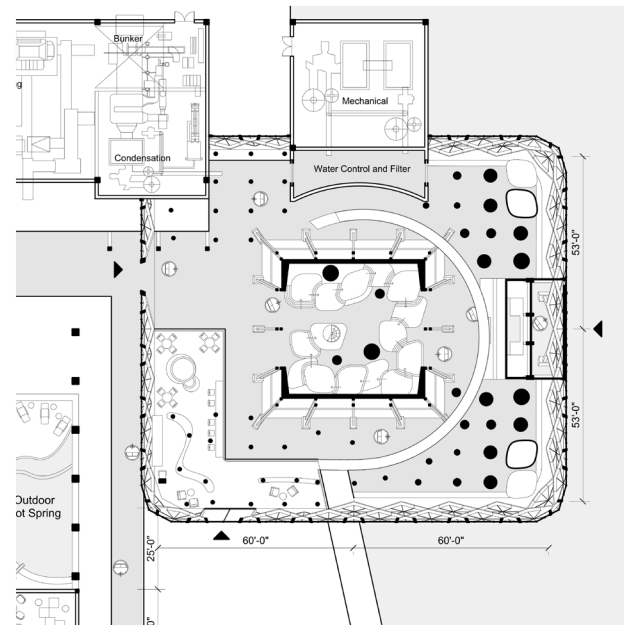 Bunker
g
Mechanical
Condensation
Water Control and Filter
53'-0"
53'-0"
Outdoor
ot Spring
60'-0"
60'-0"
25'-0"
0"